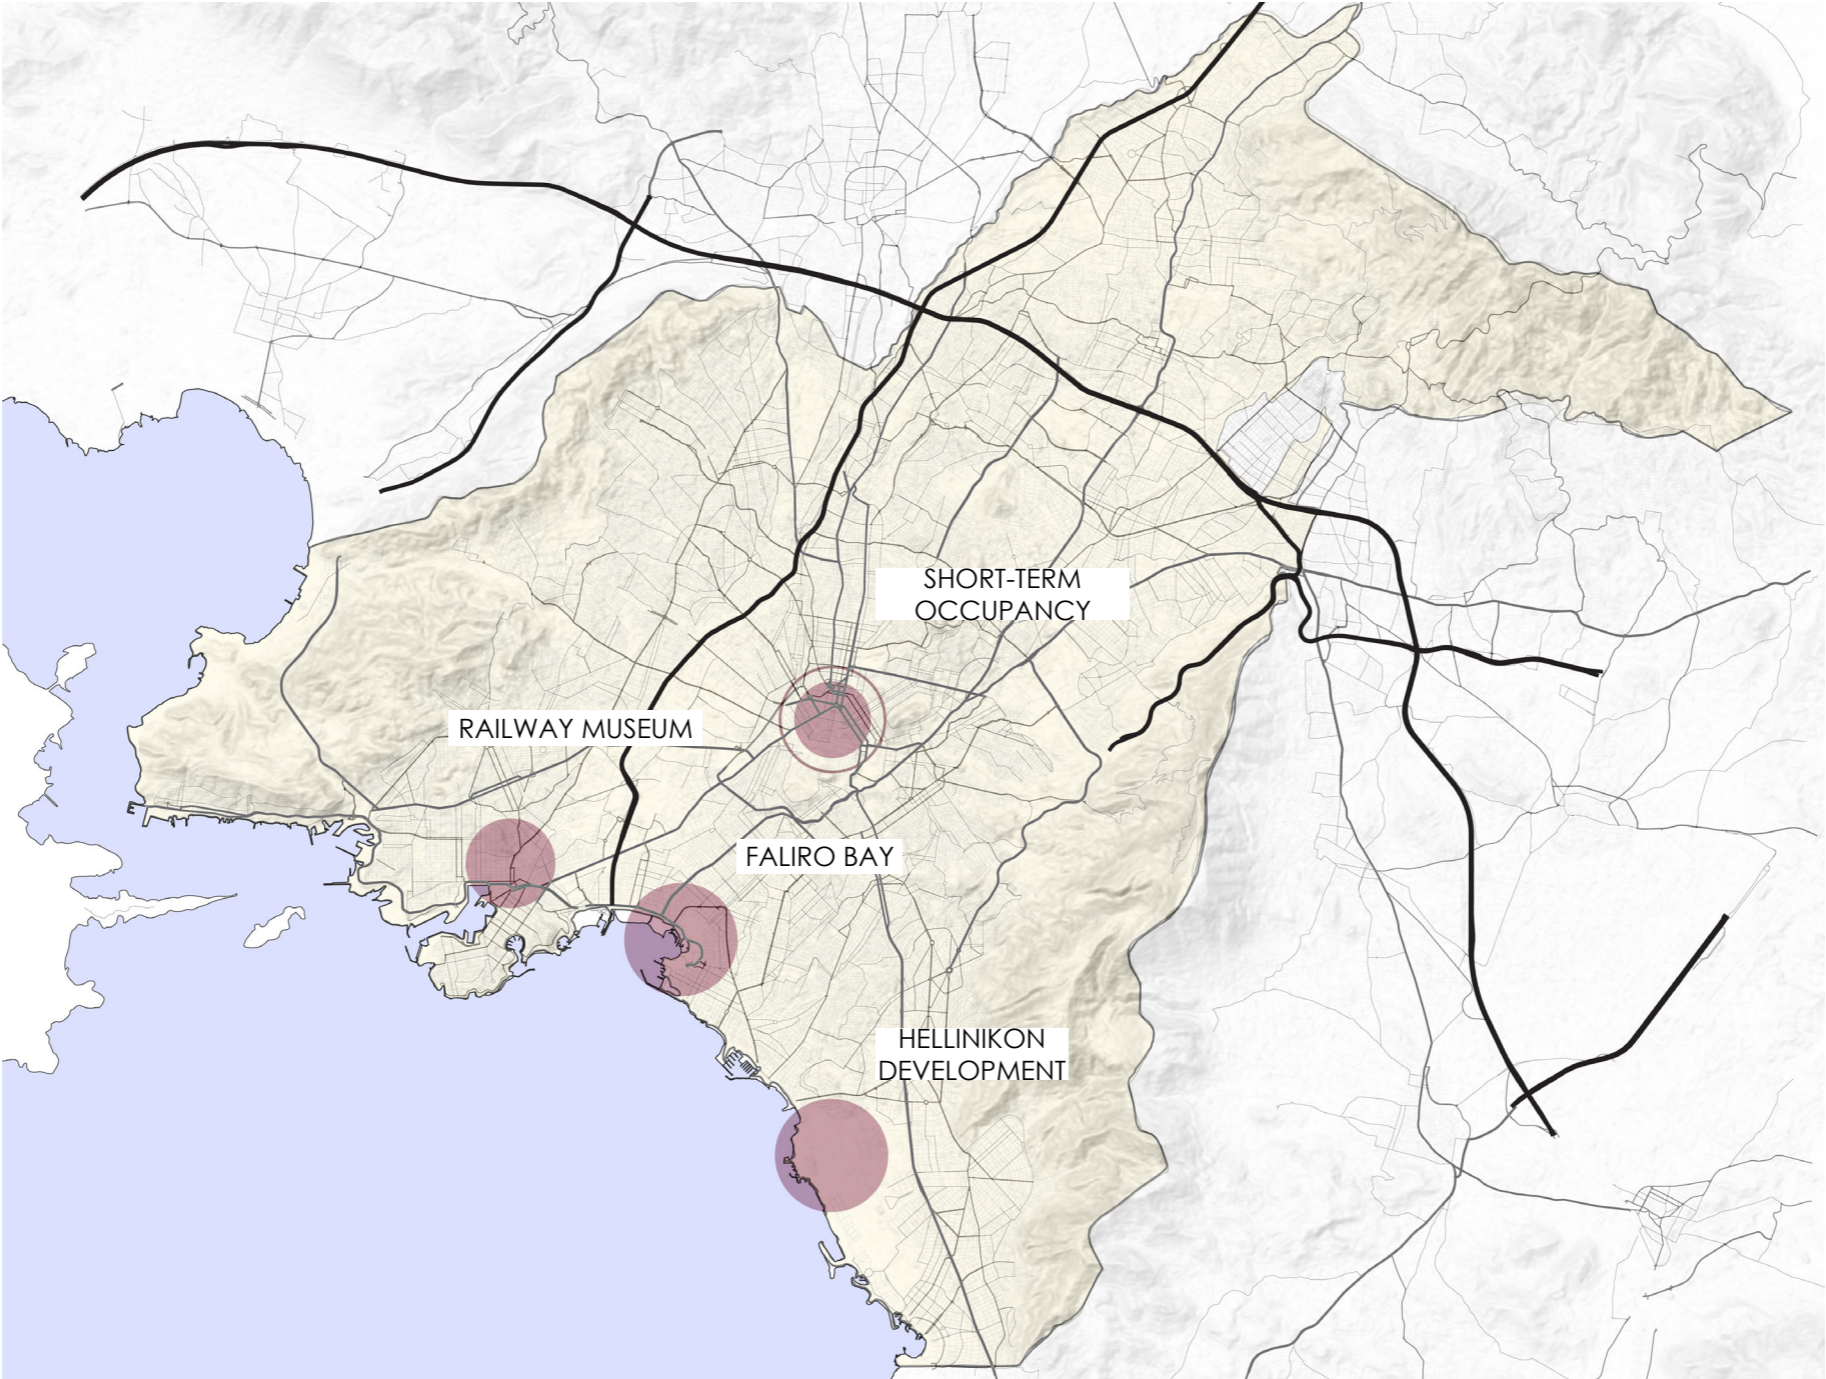 SHORT-TERM
OCCUPANCY
RAILWAY MUSEUM
FALIRO BAY
HELLINIKON
DEVELOPMENT